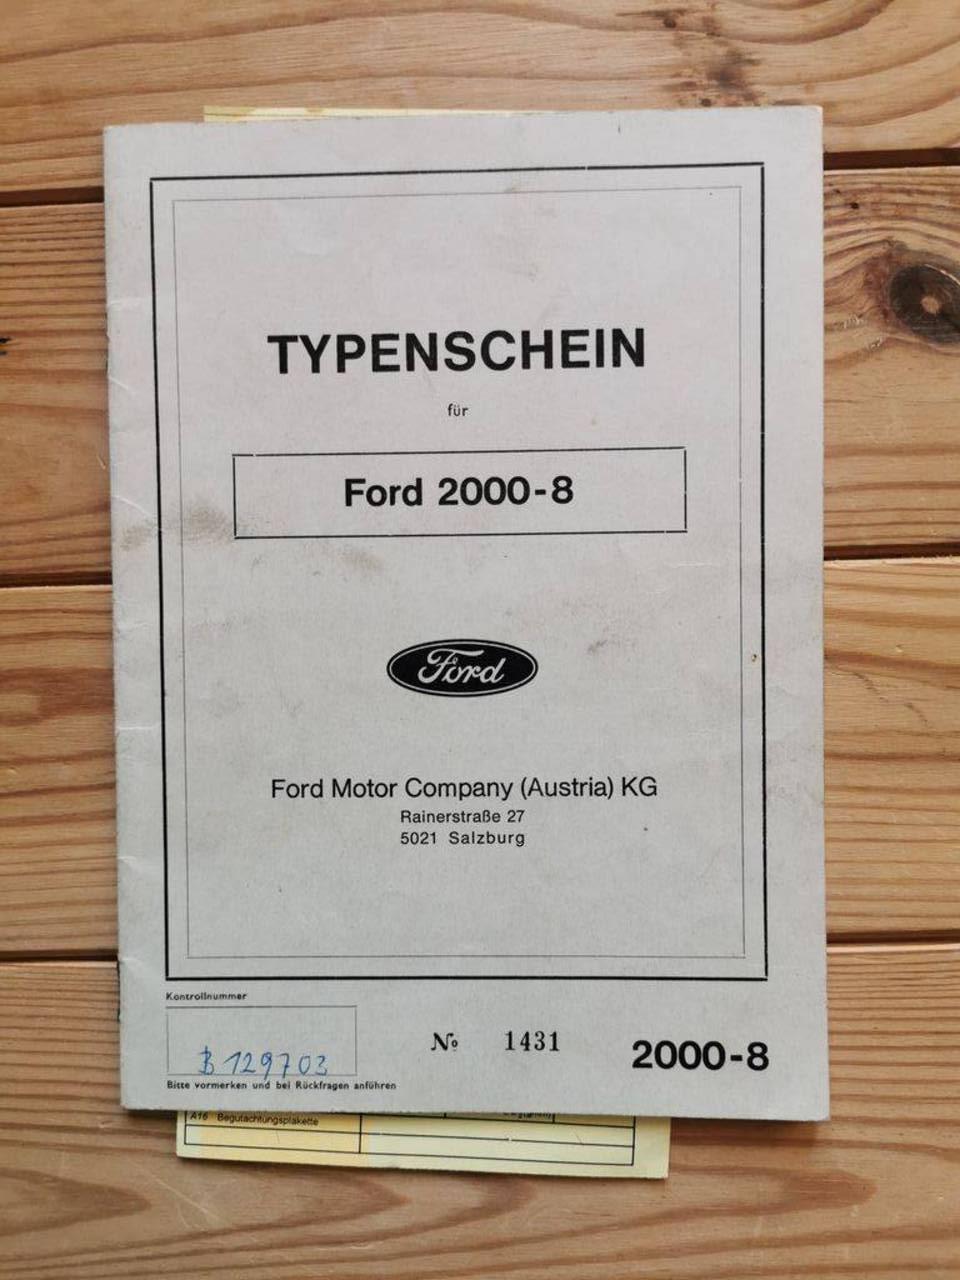 TYPENSCHEIN
für
Ford 2000-8
Ford
Ford Motor Company (Austria) KG
Rainerstraße 27
5021 Salzburg
Kontrollnummer
B 129703
Bitte vormerken und bei Rückfragen anführen
№ 1431
2000-8
A16 Begutachtungsplakette